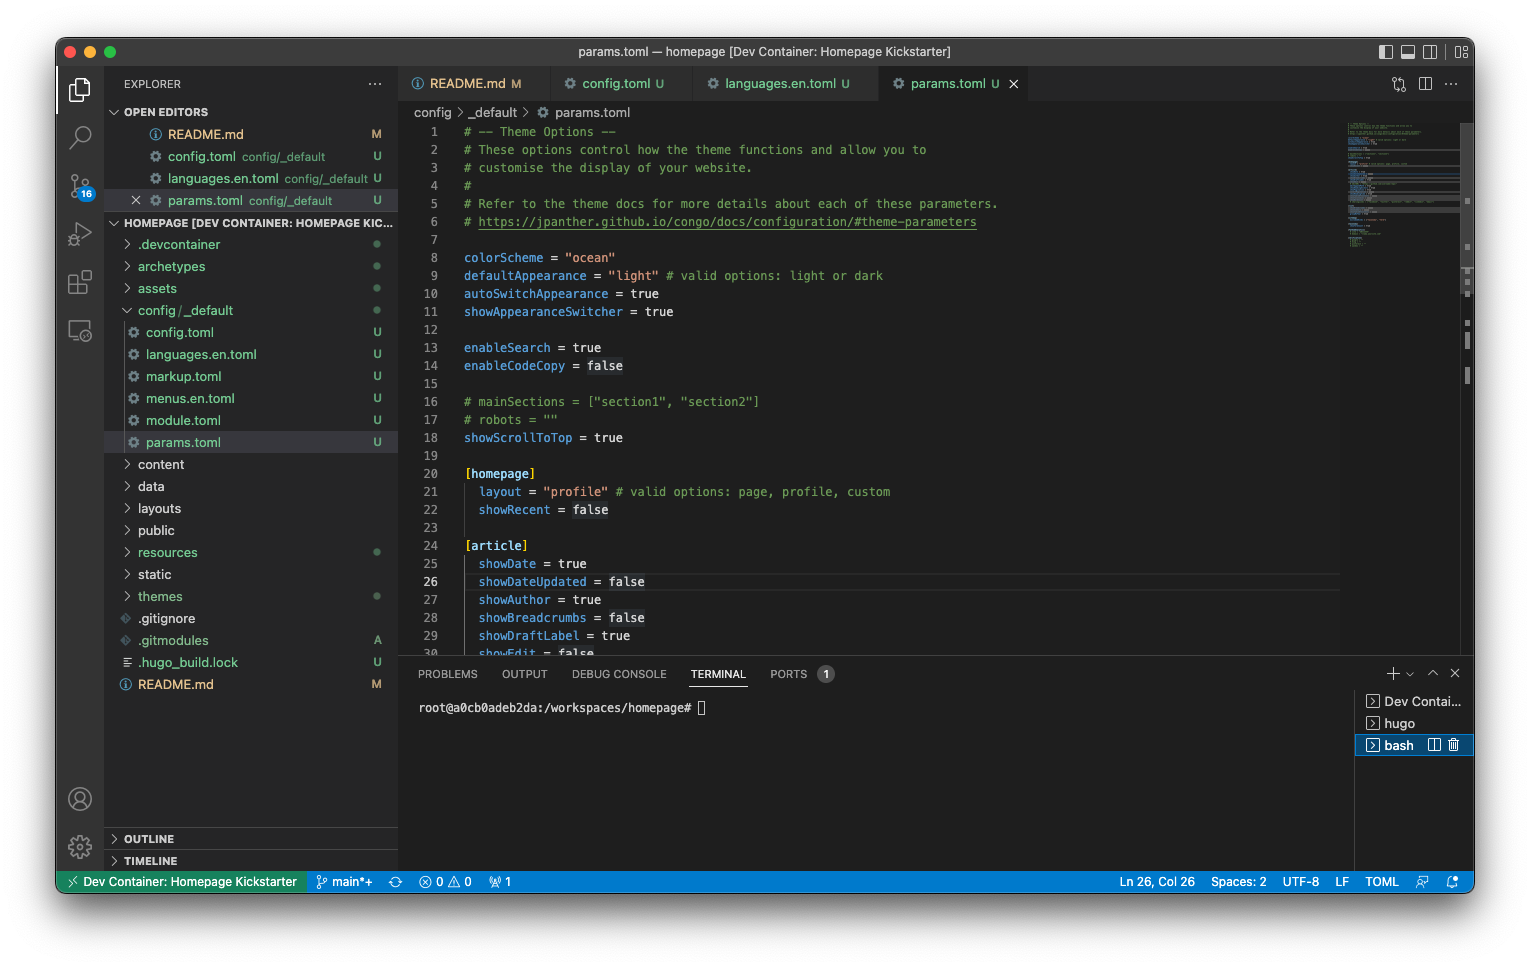 params.toml — homepage [Dev Container: Homepage Kickstarter]
EXPLORER
OPEN EDITORS
README.md M
config.toml config/_default U
languages.en.toml config/_default U
params.toml config/_default U
HOMEPAGE [DEV CONTAINER: HOMEPAGE KIC...
.devcontainer
archetypes
assets
config / _default
config.toml U
languages.en.toml U
markup.toml U
menus.en.toml U
module.toml U
params.toml U
content
data
layouts
public
resources
static
themes
.gitignore
.gitmodules A
.hugo_build.lock U
README.md M
OUTLINE
TIMELINE
16
README.md M
config.toml U
languages.en.toml U
params.toml U
config > _default > params.toml
1 # -- Theme Options --
2 # These options control how the theme functions and allow you to
3 # customise the display of your website.
4 #
5 # Refer to the theme docs for more details about each of these parameters.
6 # https://jpanther.github.io/congo/docs/configuration/#theme-parameters
7
8 colorScheme = "ocean"
9 defaultAppearance = "light" # valid options: light or dark
10 autoSwitchAppearance = true
11 showAppearanceSwitcher = true
12
13 enableSearch = true
14 enableCodeCopy = false
15
16 # mainSections = ["section1", "section2"]
17 # robots = ""
18 showScrollToTop = true
19
20 [homepage]
21 layout = "profile" # valid options: page, profile, custom
22 showRecent = false
23
24 [article]
25 showDate = true
26 showDateUpdated = false
27 showAuthor = true
28 showBreadcrumbs = false
29 showDraftLabel = true
30 showEdit = false
PROBLEMS OUTPUT DEBUG CONSOLE TERMINAL PORTS 1
root@a0cb0adeb2da:/workspaces/homepage#
Dev Contai...
hugo
bash
Dev Container: Homepage Kickstarter main*+ 0 0 1 Ln 26, Col 26 Spaces: 2 UTF-8 LF TOML